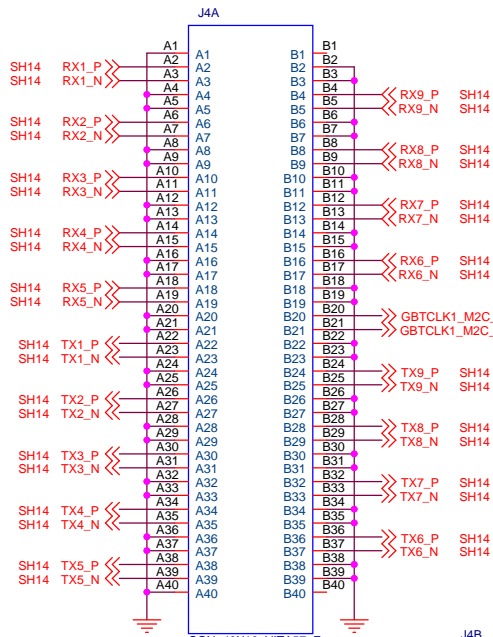 J4A
A1 A1 B1 B1
SH14 RX1_P A2 A2 B2 B2
SH14 RX1_N A3 A3 B3 B3
A4 A4 B4 B4 RX9_P SH14
A5 A5 B5 B5 RX9_N SH14
SH14 RX2_P A6 A6 B6 B6
SH14 RX2_N A7 A7 B7 B7
A8 A8 B8 B8 RX8_P SH14
A9 A9 B9 B9 RX8_N SH14
SH14 RX3_P A10 A10 B10 B10
SH14 RX3_N A11 A11 B11 B11
A12 A12 B12 B12 RX7_P SH14
A13 A13 B13 B13 RX7_N SH14
SH14 RX4_P A14 A14 B14 B14
SH14 RX4_N A15 A15 B15 B15
A16 A16 B16 B16 RX6_P SH14
A17 A17 B17 B17 RX6_N SH14
SH14 RX5_P A18 A18 B18 B18
SH14 RX5_N A19 A19 B19 B19
A20 A20 B20 B20 GBTCLK1_M2C_
A21 A21 B21 B21 GBTCLK1_M2C_
SH14 TX1_P A22 A22 B22 B22
SH14 TX1_N A23 A23 B23 B23
A24 A24 B24 B24 TX9_P SH14
A25 A25 B25 B25 TX9_N SH14
SH14 TX2_P A26 A26 B26 B26
SH14 TX2_N A27 A27 B27 B27
A28 A28 B28 B28 TX8_P SH14
A29 A29 B29 B29 TX8_N SH14
SH14 TX3_P A30 A30 B30 B30
SH14 TX3_N A31 A31 B31 B31
A32 A32 B32 B32 TX7_P SH14
A33 A33 B33 B33 TX7_N SH14
SH14 TX4_P A34 A34 B34 B34
SH14 TX4_N A35 A35 B35 B35
A36 A36 B36 B36 TX6_P SH14
A37 A37 B37 B37 TX6_N SH14
SH14 TX5_P A38 A38 B38 B38
SH14 TX5_N A39 A39 B39 B39
A40 A40 B40 B40
J4B